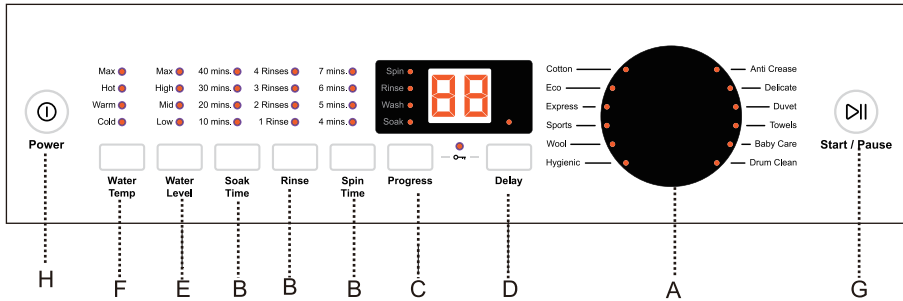 Max Max 40 mins. 4 Rinses 7 mins. Spin 88 Cotton Anti Crease
Hot High 30 mins. 3 Rinses 6 mins. Rinse Eco Delicate
Warm Mid 20 mins. 2 Rinses 5 mins. Wash Express Duvet
Cold Low 10 mins. 1 Rinse 4 mins. Soak Sports Towels
Wool Baby Care
Hygienic Drum Clean
Power Start / Pause
Water Temp Water Level Soak Time Rinse Spin Time Progress Delay
H F E B B B C D A G